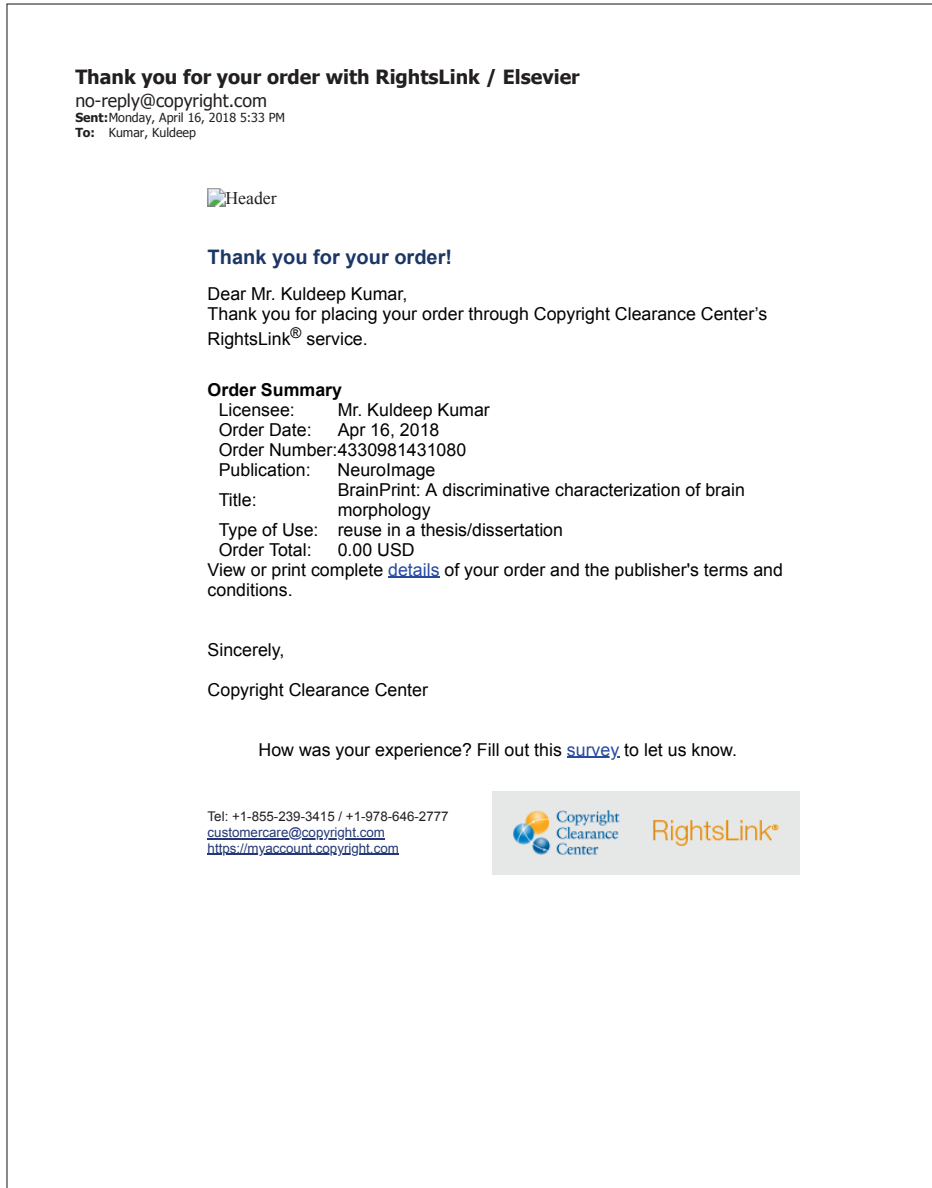 Thank you for your order with RightsLink / Elsevier
no-reply@copyright.com
Sent:Monday, April 16, 2018 5:33 PM
To: Kumar, Kuldeep
Header
Thank you for your order!
Dear Mr. Kuldeep Kumar,
Thank you for placing your order through Copyright Clearance Center's
RightsLink® service.
Order Summary
Licensee: Mr. Kuldeep Kumar
Order Date: Apr 16, 2018
Order Number:4330981431080
Publication: NeuroImage
Title: BrainPrint: A discriminative characterization of brain
morphology
Type of Use: reuse in a thesis/dissertation
Order Total: 0.00 USD
View or print complete details of your order and the publisher's terms and
conditions.
Sincerely,
Copyright Clearance Center
How was your experience? Fill out this survey to let us know.
Tel: +1-855-239-3415 / +1-978-646-2777
customercare@copyright.com
https://myaccount.copyright.com
Copyright
Clearance
Center
RightsLink®